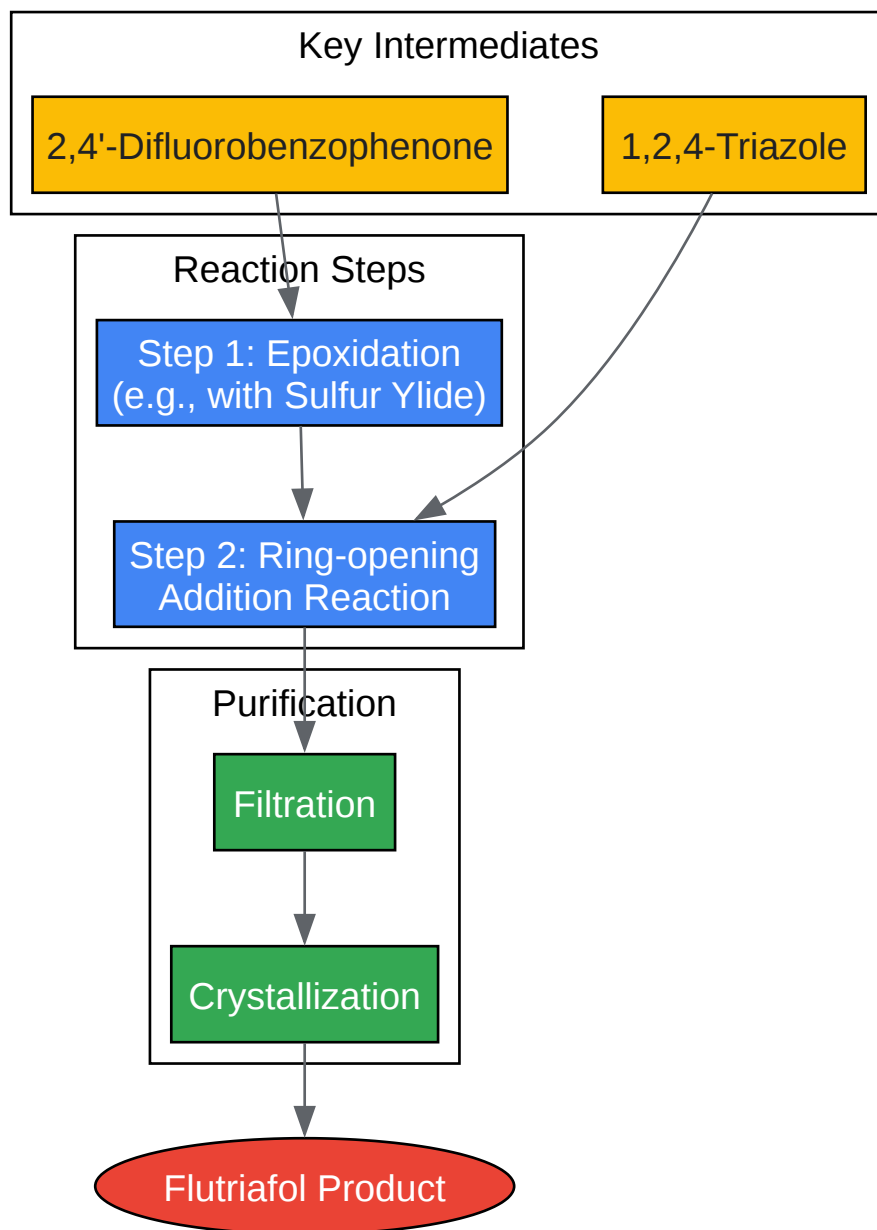 Key Intermediates
2,4'-Difluorobenzophenone
1,2,4-Triazole
Reaction Steps
Step 1: Epoxidation
(e.g., with Sulfur Ylide)
Step 2: Ring-opening
Addition Reaction
Purification
Filtration
Crystallization
Flutriafol Product